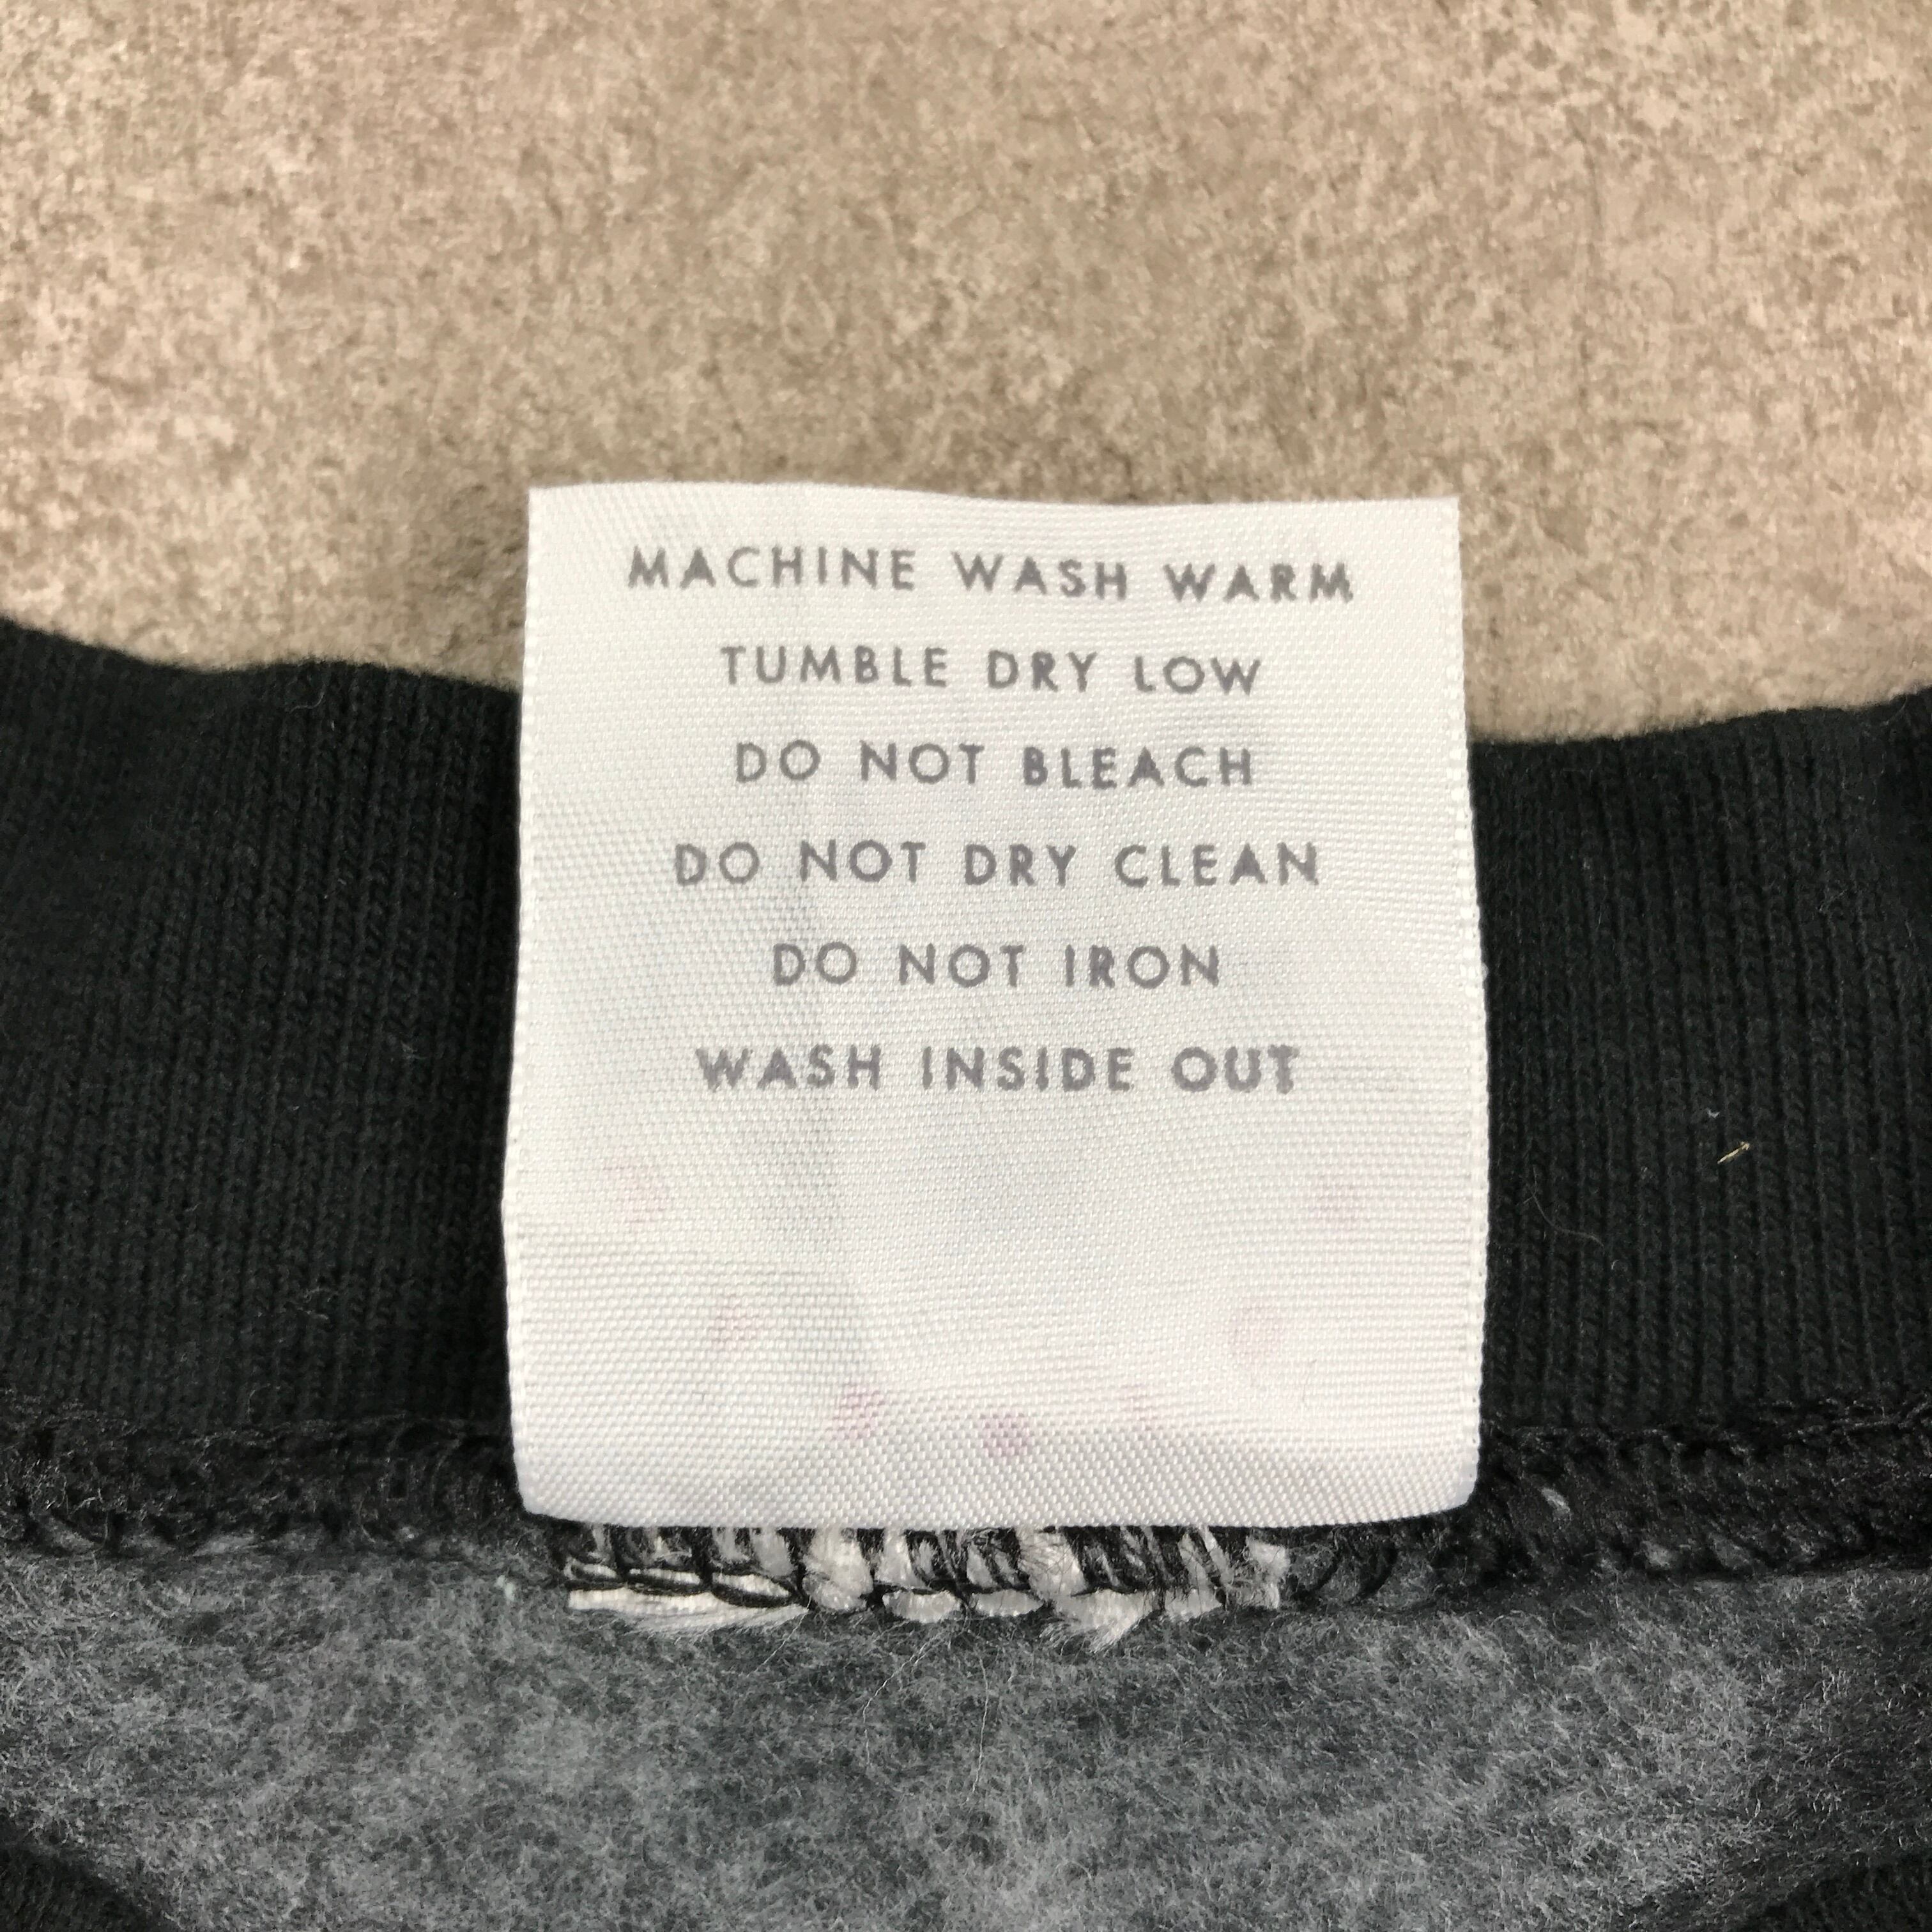 MACHINE WASH WARM
TUMBLE DRY LOW
DO NOT BLEACH
DO NOT DRY CLEAN
DO NOT IRON
WASH INSIDE OUT